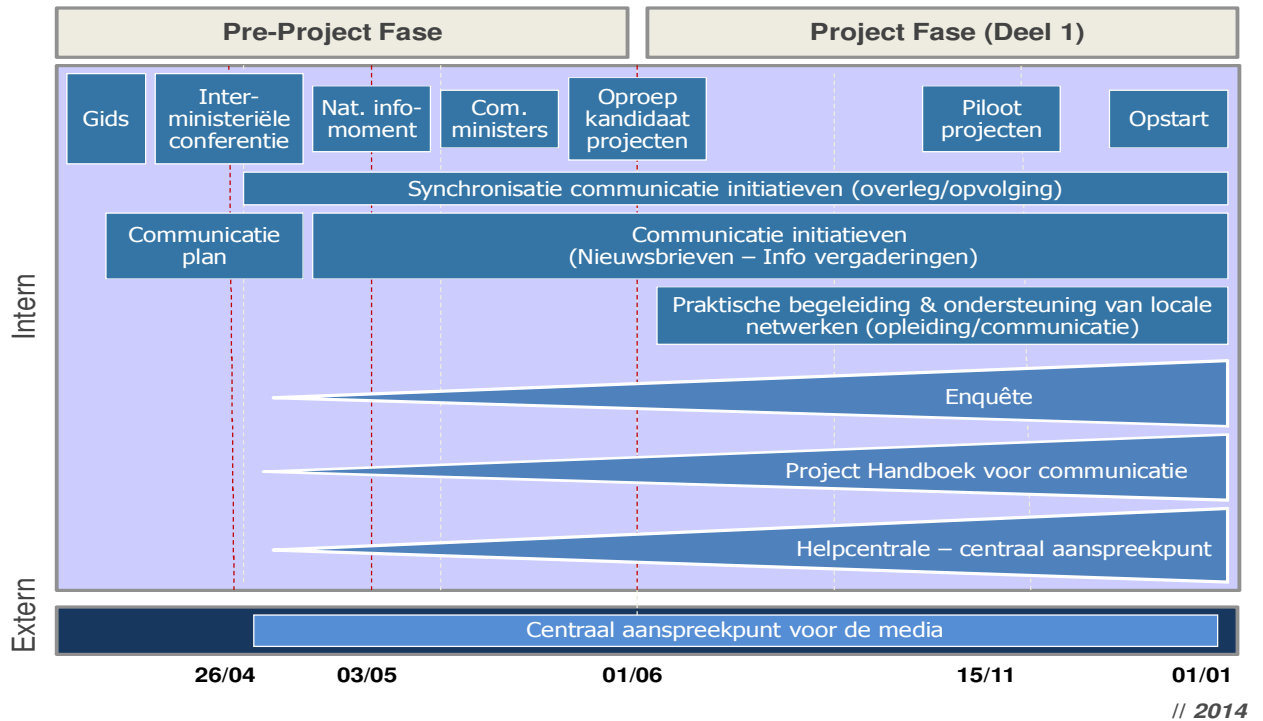 Pre-Project Fase
Project Fase (Deel 1)
Gids
Inter-
ministeriële
conferentie
Nat. info-
moment
Com.
ministers
Oproep
kandidaat
projecten
Piloot
projecten
Opstart
Synchronisatie communicatie initiatieven (overleg/opvolging)
Communicatie
plan
Communicatie initiatieven
(Nieuwsbrieven – Info vergaderingen)
Praktische begeleiding & ondersteuning van locale
netwerken (opleiding/communicatie)
Intern
Enquête
Project Handboek voor communicatie
Helpcentrale – centraal aanspreekpunt
Extern
Centraal aanspreekpunt voor de media
26/04
03/05
01/06
15/11
01/01
// 2014